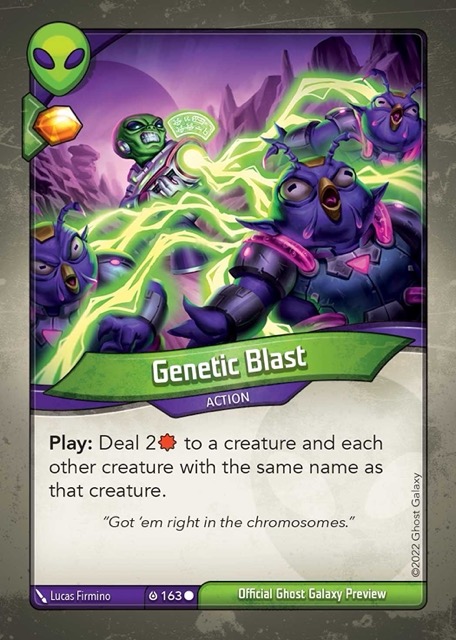 Genetic Blast
ACTION
Play: Deal 2 to a creature and each
other creature with the same name as
that creature.
"Got 'em right in the chromosomes."
©2022 Ghost Galaxy
Lucas Firmino
163
Official Ghost Galaxy Preview